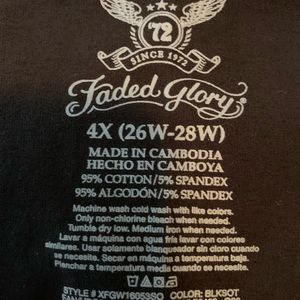 72
SINCE 1972
Faded Glory®
4X (26W-28W)
MADE IN CAMBODIA
HECHO EN CAMBOYA
95% COTTON/5% SPANDEX
95% ALGODÓN/5% SPANDEX
Machine wash cold wash with like colors.
Only non-chlorine bleach when needed.
Tumble dry low. Medium iron when needed.
Lavar a máquina con agua fría lavar con colores
similares. Usar solamente blanqueador sin cloro cuando
se necesite. Secar en máquina a temperatura baja.
Planchar a temperatura media cuando se necesite.
STYLE # XFGW16053SO COLOR: BLKSOT